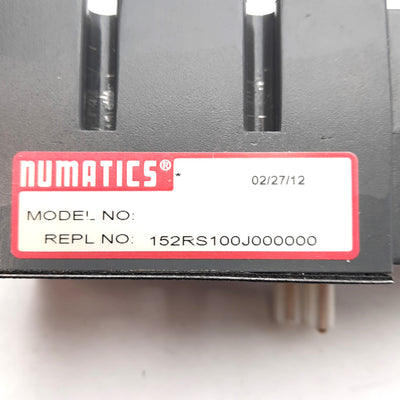 numatics® * 02/27/12
MODEL NO:
REPL NO: 152RS100J000000